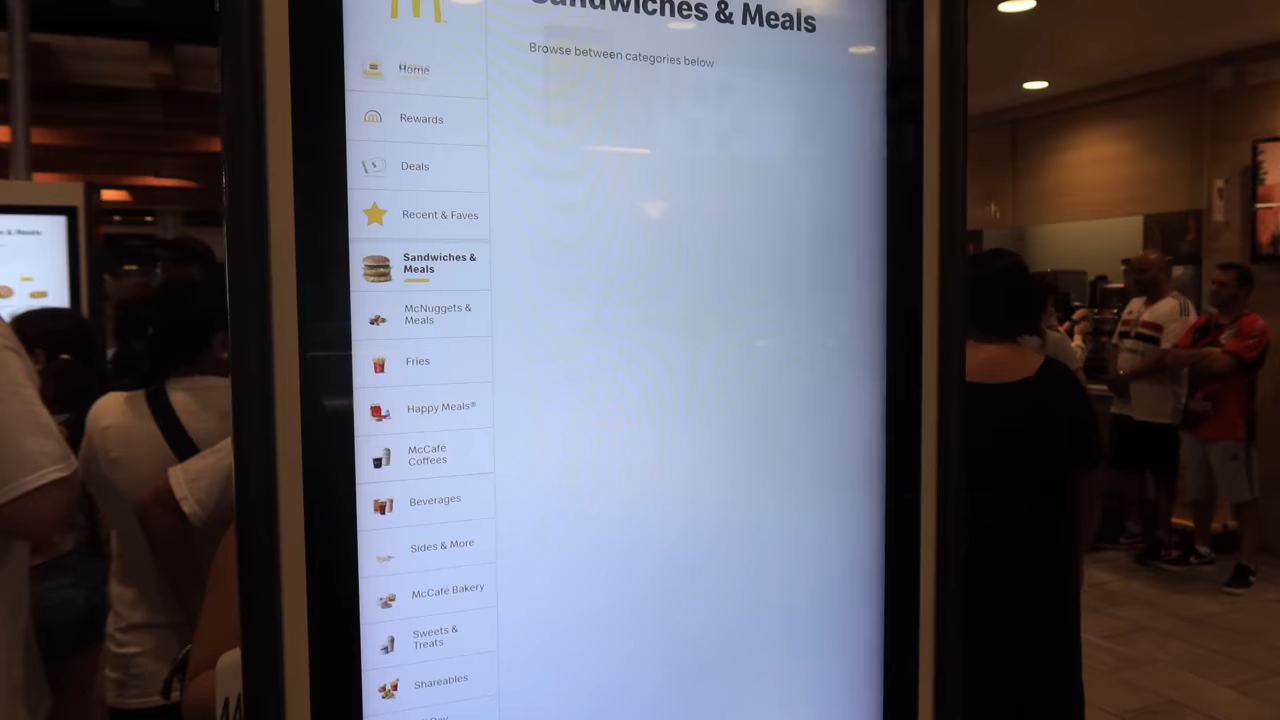 Sandwiches & Meals
Browse between categories below
Home
Rewards
Deals
Recent & Faves
Sandwiches &
Meals
McNuggets &
Meals
Fries
Happy Meals®
McCafé
Coffees
Beverages
Sides & More
McCafé Bakery
Sweets &
Treats
Shareables
Day